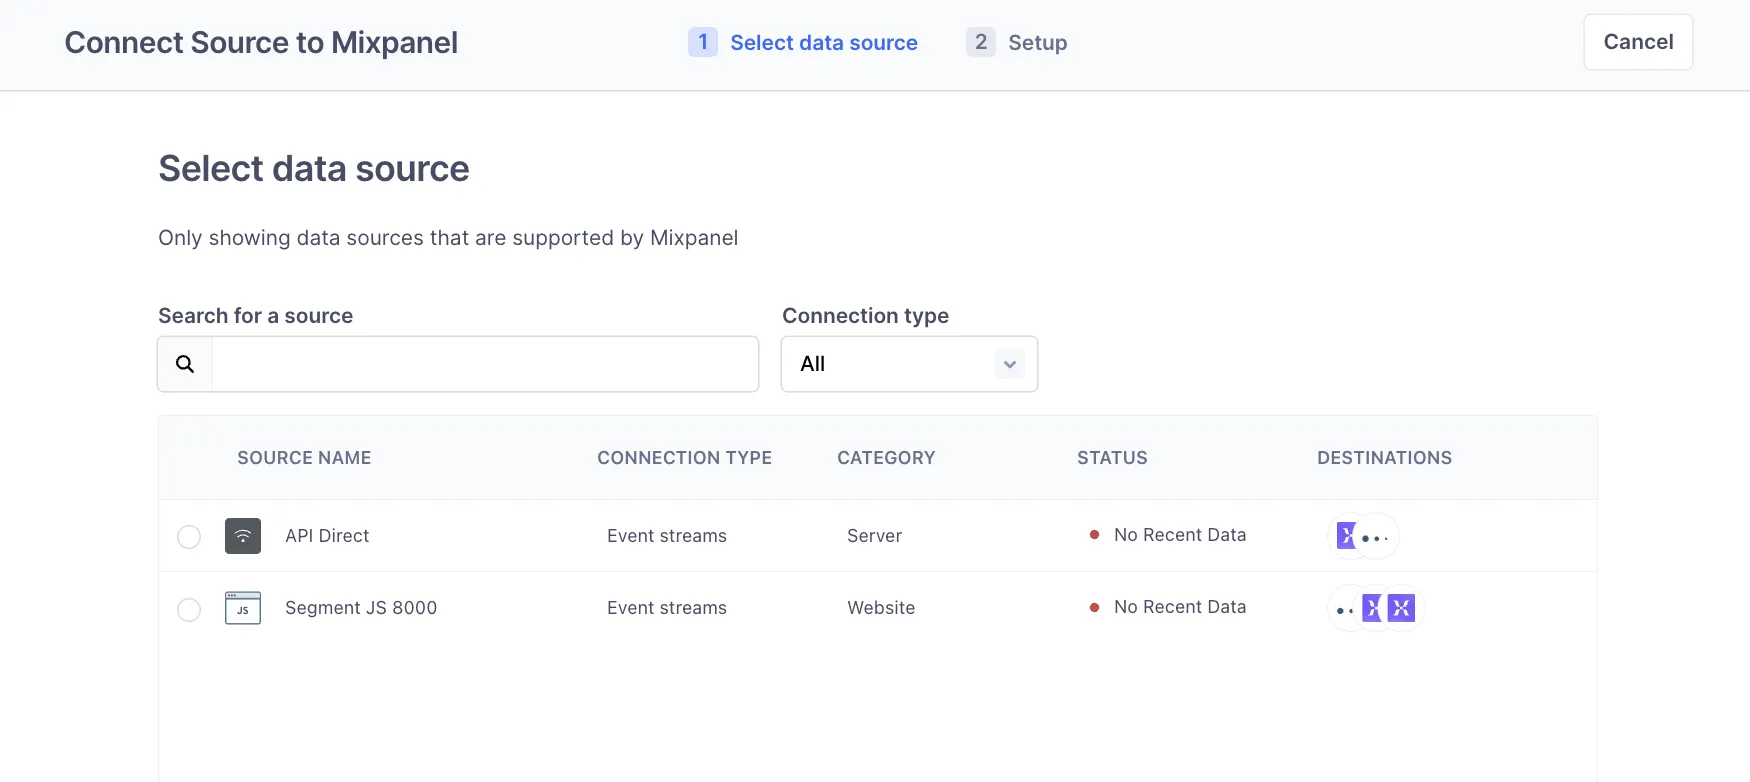 Connect Source to Mixpanel
1 Select data source
2 Setup
Cancel
Select data source
Only showing data sources that are supported by Mixpanel
Search for a source
Connection type
All
SOURCE NAME CONNECTION TYPE CATEGORY STATUS DESTINATIONS
API Direct Event streams Server No Recent Data
JS Segment JS 8000 Event streams Website No Recent Data